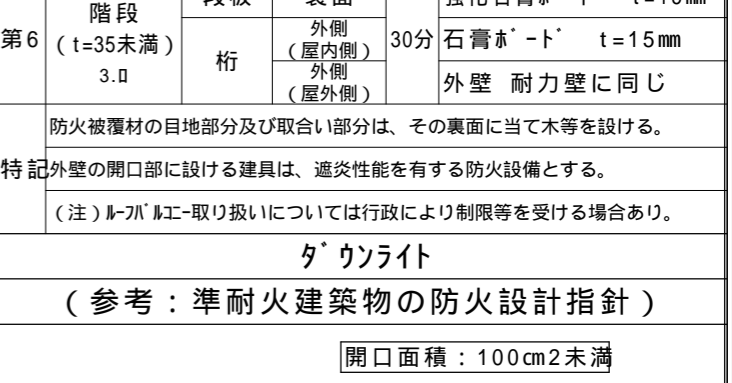 段板 裏面 強化石膏ﾎﾞｰﾄﾞ t=15㎜
第6 階段 (t=35未満) 3.ﾛ
桁 外側 (屋内側) 30分 石膏ﾎﾞｰﾄﾞ t=15㎜
外側 (屋外側) 外壁 耐力壁に同じ
特記 防火被覆材の目地部分及び取合い部分は、その裏面に当て木等を設ける。
外壁の開口部に設ける建具は、遮炎性能を有する防火設備とする。
(注)ﾙｰﾌﾊﾞﾙｺﾆｰ取り扱いについては行政により制限等を受ける場合あり。
ﾀﾞｳﾝﾗｲﾄ
(参考:準耐火建築物の防火設計指針)
開口面積:100㎝2未満